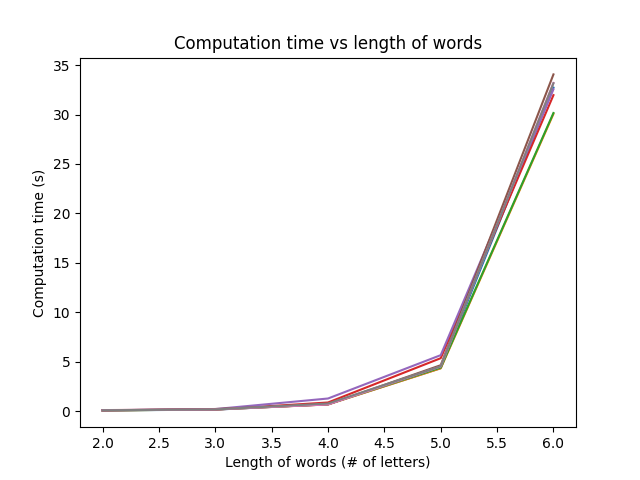 Computation time vs length of words
35
30
25
20
15
10
5
0
Computation time (s)
2.0 2.5 3.0 3.5 4.0 4.5 5.0 5.5 6.0
Length of words (# of letters)